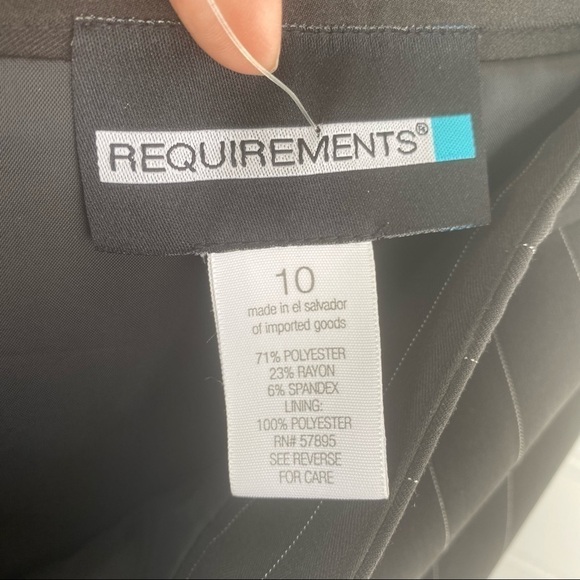 REQUIREMENTS®
10
made in el salvador
of imported goods
71% POLYESTER
23% RAYON
6% SPANDEX
LINING:
100% POLYESTER
RN# 57895
SEE REVERSE
FOR CARE